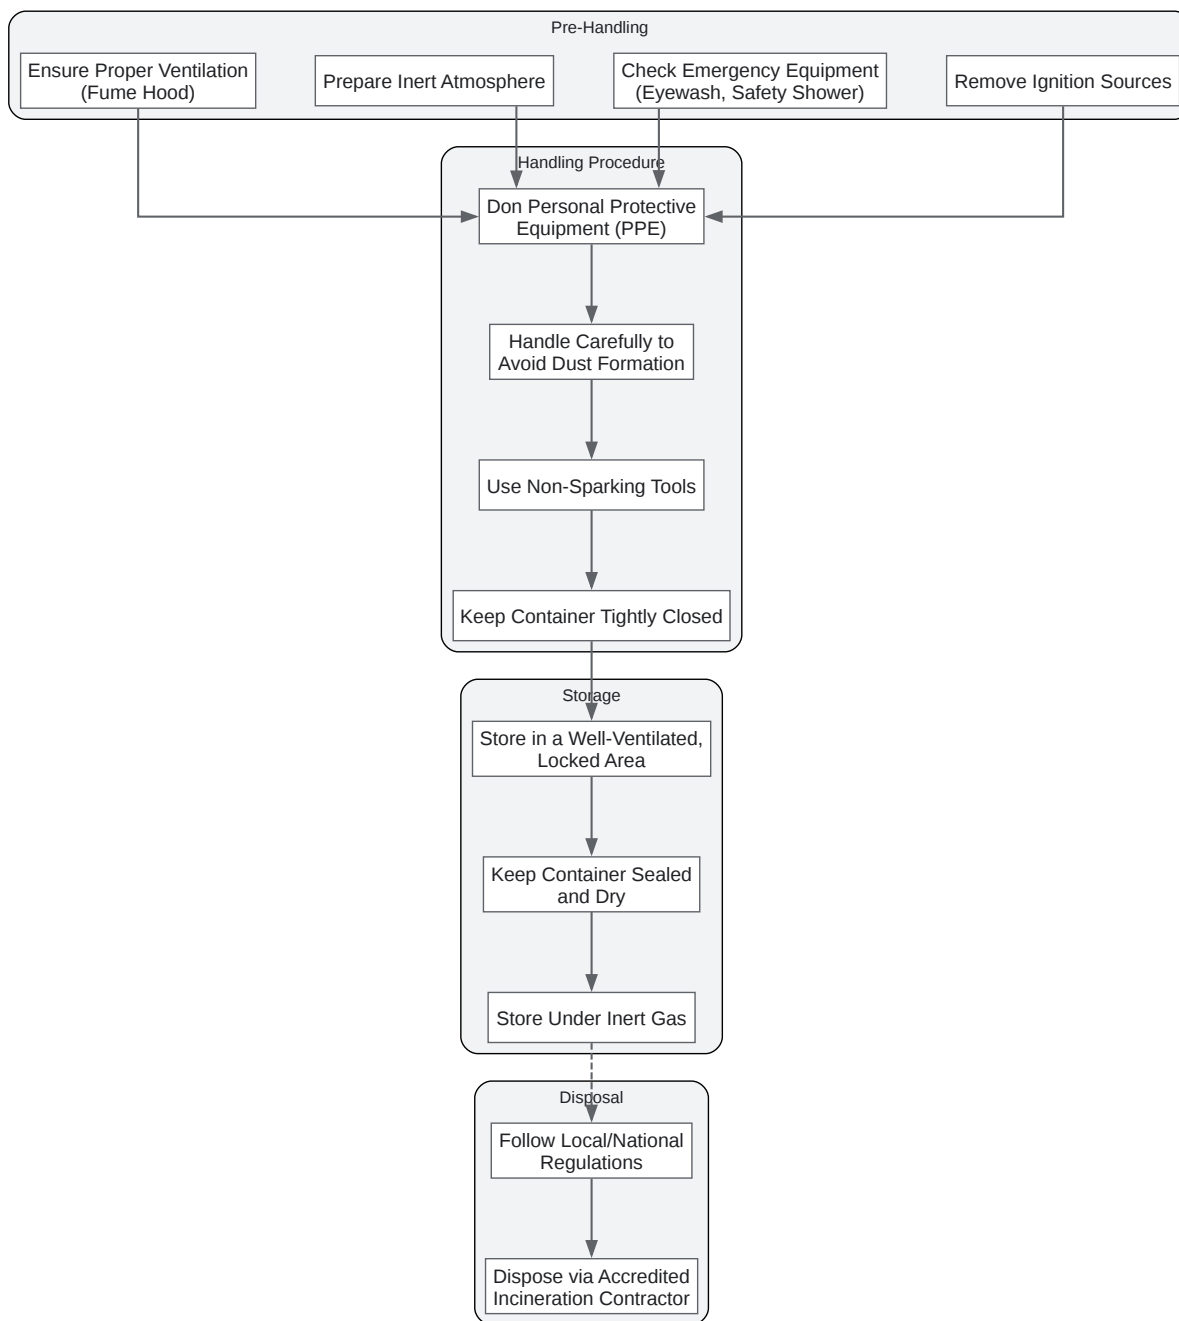 Pre-Handling
Ensure Proper Ventilation
(Fume Hood)
Prepare Inert Atmosphere
Check Emergency Equipment
(Eyewash, Safety Shower)
Remove Ignition Sources
Handling Procedure
Don Personal Protective
Equipment (PPE)
Handle Carefully to
Avoid Dust Formation
Use Non-Sparking Tools
Keep Container Tightly Closed
Storage
Store in a Well-Ventilated,
Locked Area
Keep Container Sealed
and Dry
Store Under Inert Gas
Disposal
Follow Local/National
Regulations
Dispose via Accredited
Incineration Contractor